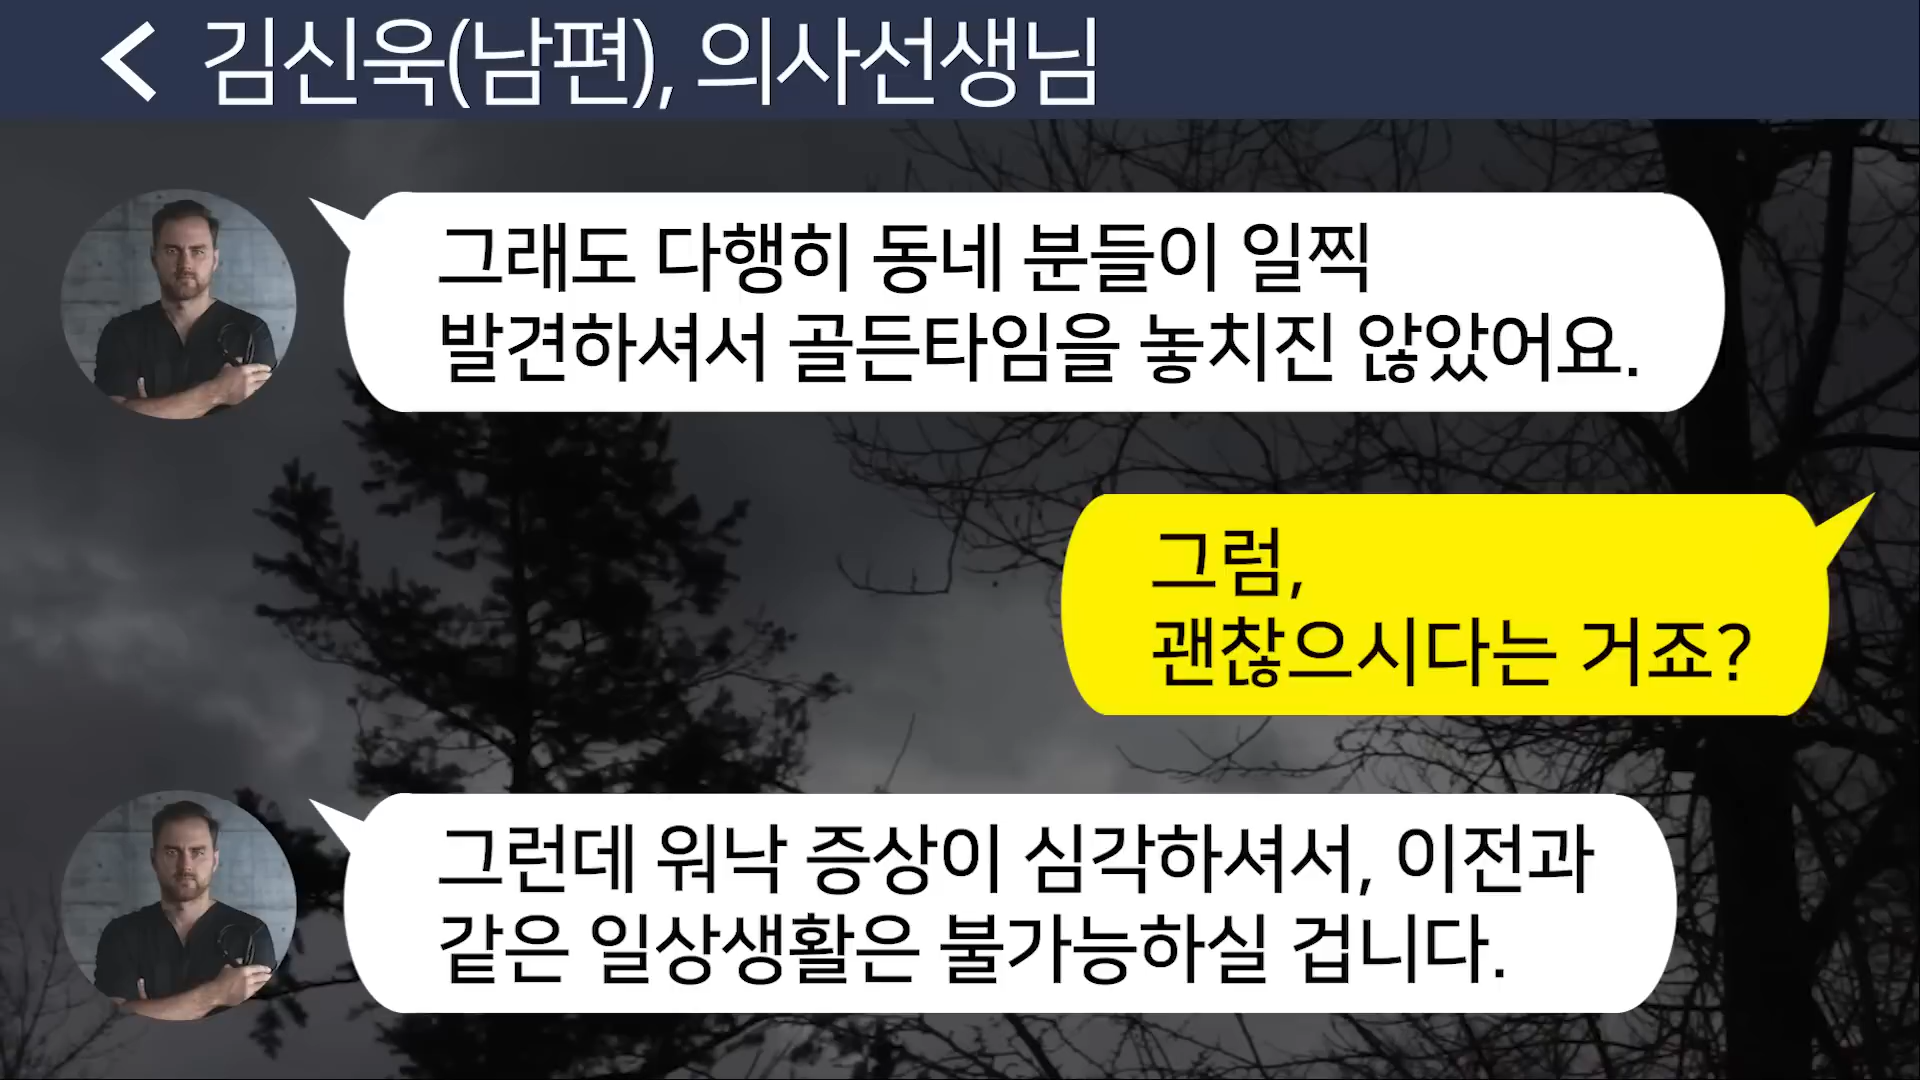 김신욱(남편), 의사선생님
그래도 다행히 동네 분들이 일찍
발견하셔서 골든타임을 놓치진 않았어요.
그럼,
괜찮으시다는 거죠?
그런데 워낙 증상이 심각하셔서, 이전과
같은 일상생활은 불가능하실 겁니다.